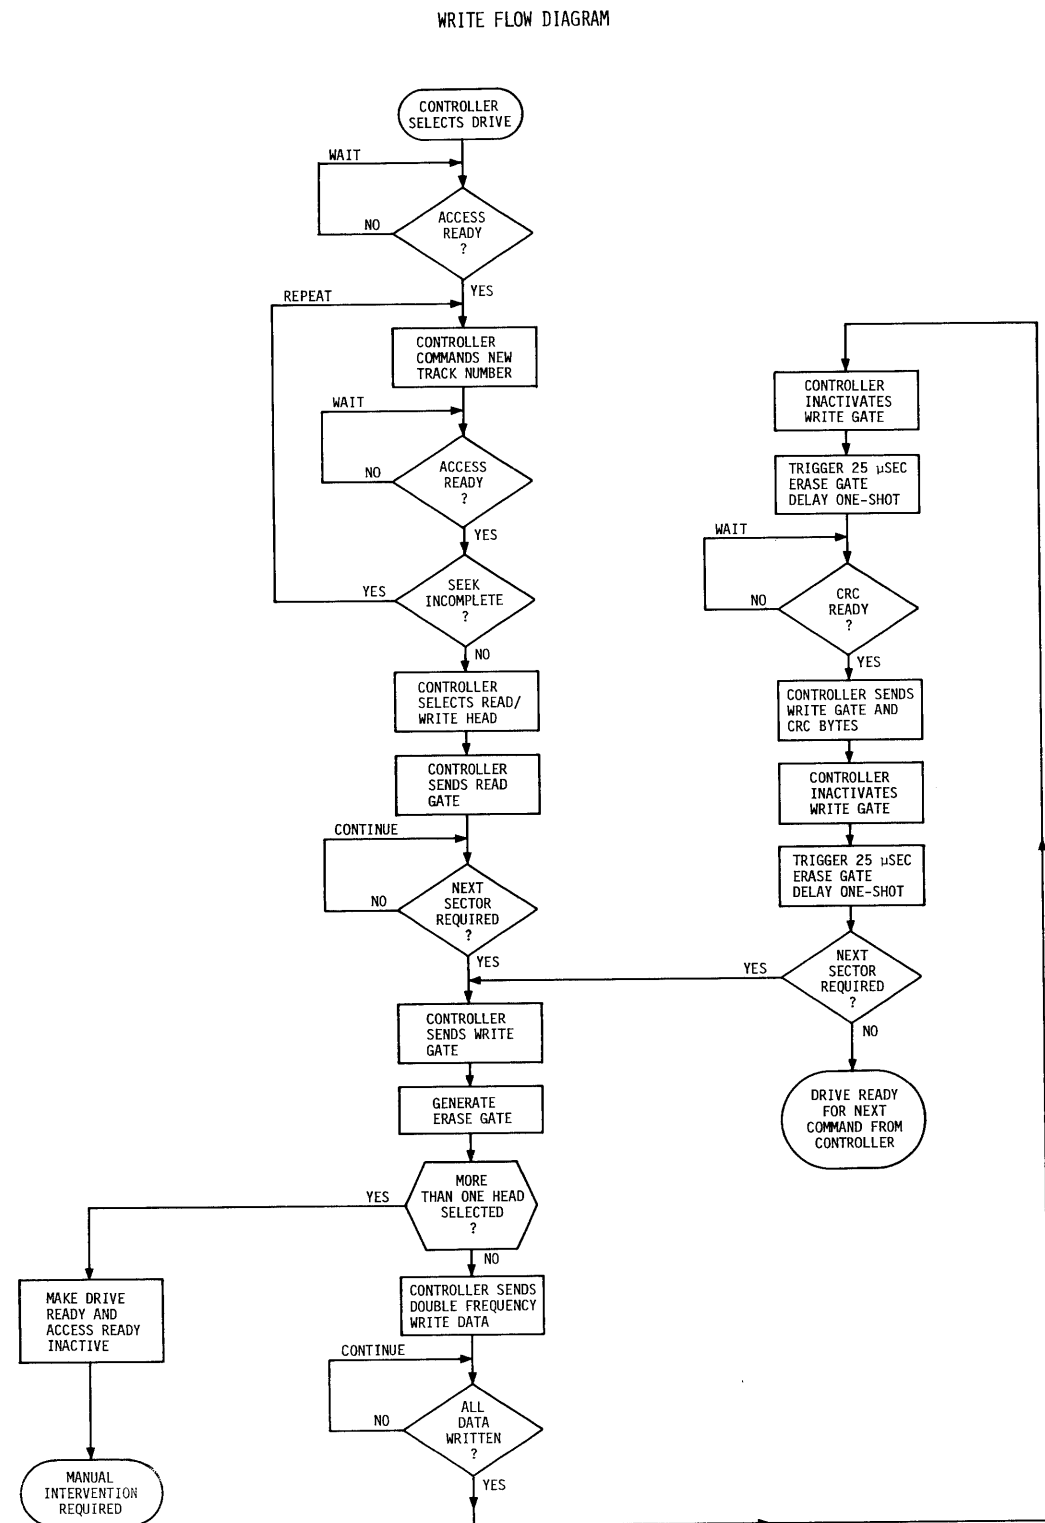 WRITE FLOW DIAGRAM
CONTROLLER
SELECTS DRIVE
WAIT
NO
ACCESS
READY
?
YES
REPEAT
CONTROLLER
COMMANDS NEW
TRACK NUMBER
WAIT
NO
ACCESS
READY
?
YES
YES
SEEK
INCOMPLETE
?
NO
CONTROLLER
SELECTS READ/
WRITE HEAD
CONTROLLER
SENDS READ
GATE
CONTINUE
NO
NEXT
SECTOR
REQUIRED
?
YES
CONTROLLER
SENDS WRITE
GATE
GENERATE
ERASE GATE
YES
MORE
THAN ONE HEAD
SELECTED
?
NO
MAKE DRIVE
READY AND
ACCESS READY
INACTIVE
MANUAL
INTERVENTION
REQUIRED
CONTROLLER SENDS
DOUBLE FREQUENCY
WRITE DATA
CONTINUE
NO
ALL
DATA
WRITTEN
?
YES
CONTROLLER
INACTIVATES
WRITE GATE
TRIGGER 25 µSEC
ERASE GATE
DELAY ONE-SHOT
WAIT
NO
CRC
READY
?
YES
CONTROLLER SENDS
WRITE GATE AND
CRC BYTES
CONTROLLER
INACTIVATES
WRITE GATE
TRIGGER 25 µSEC
ERASE GATE
DELAY ONE-SHOT
YES
NEXT
SECTOR
REQUIRED
?
NO
DRIVE READY
FOR NEXT
COMMAND FROM
CONTROLLER